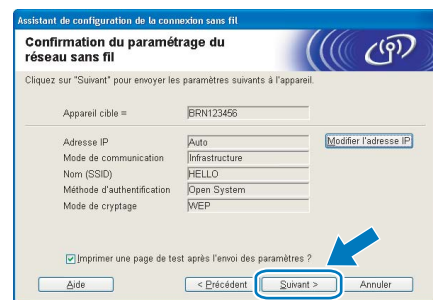 Assistant de configuration de la connexion sans fil
Confirmation du paramétrage du
réseau sans fil
Cliquez sur "Suivant" pour envoyer les paramètres suivants à l'appareil.
Appareil cible = BRN123456
Adresse IP Auto Modifier l'adresse IP
Mode de communication Infrastructure
Nom (SSID) HELLO
Méthode d'authentification Open System
Mode de cryptage WEP
Imprimer une page de test après l'envoi des paramètres ?
Aide < Précédent Suivant > Annuler